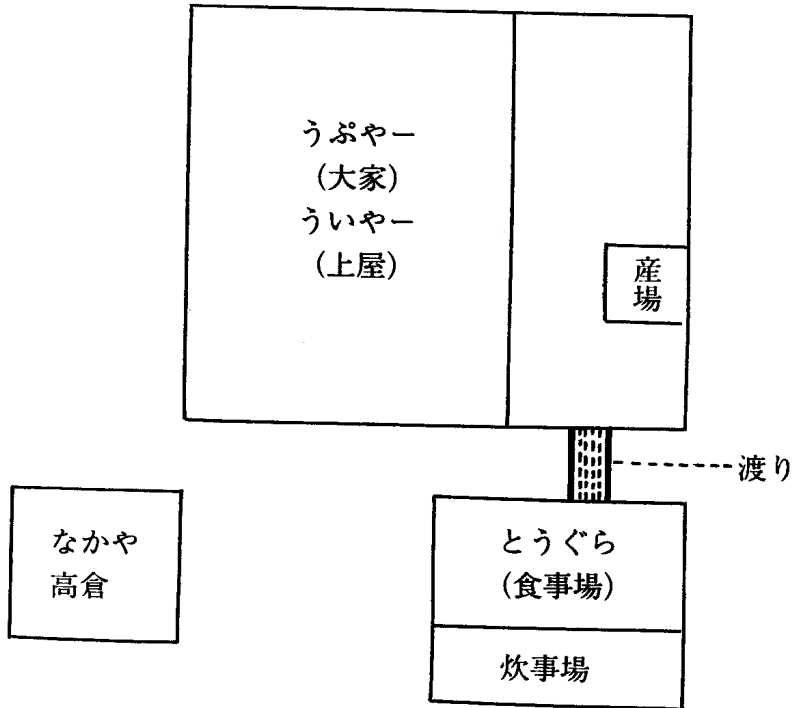 うぷやー
(大家)
ういやー
(上屋)
産場
渡り
なかや
高倉
とうぐら
(食事場)
炊事場